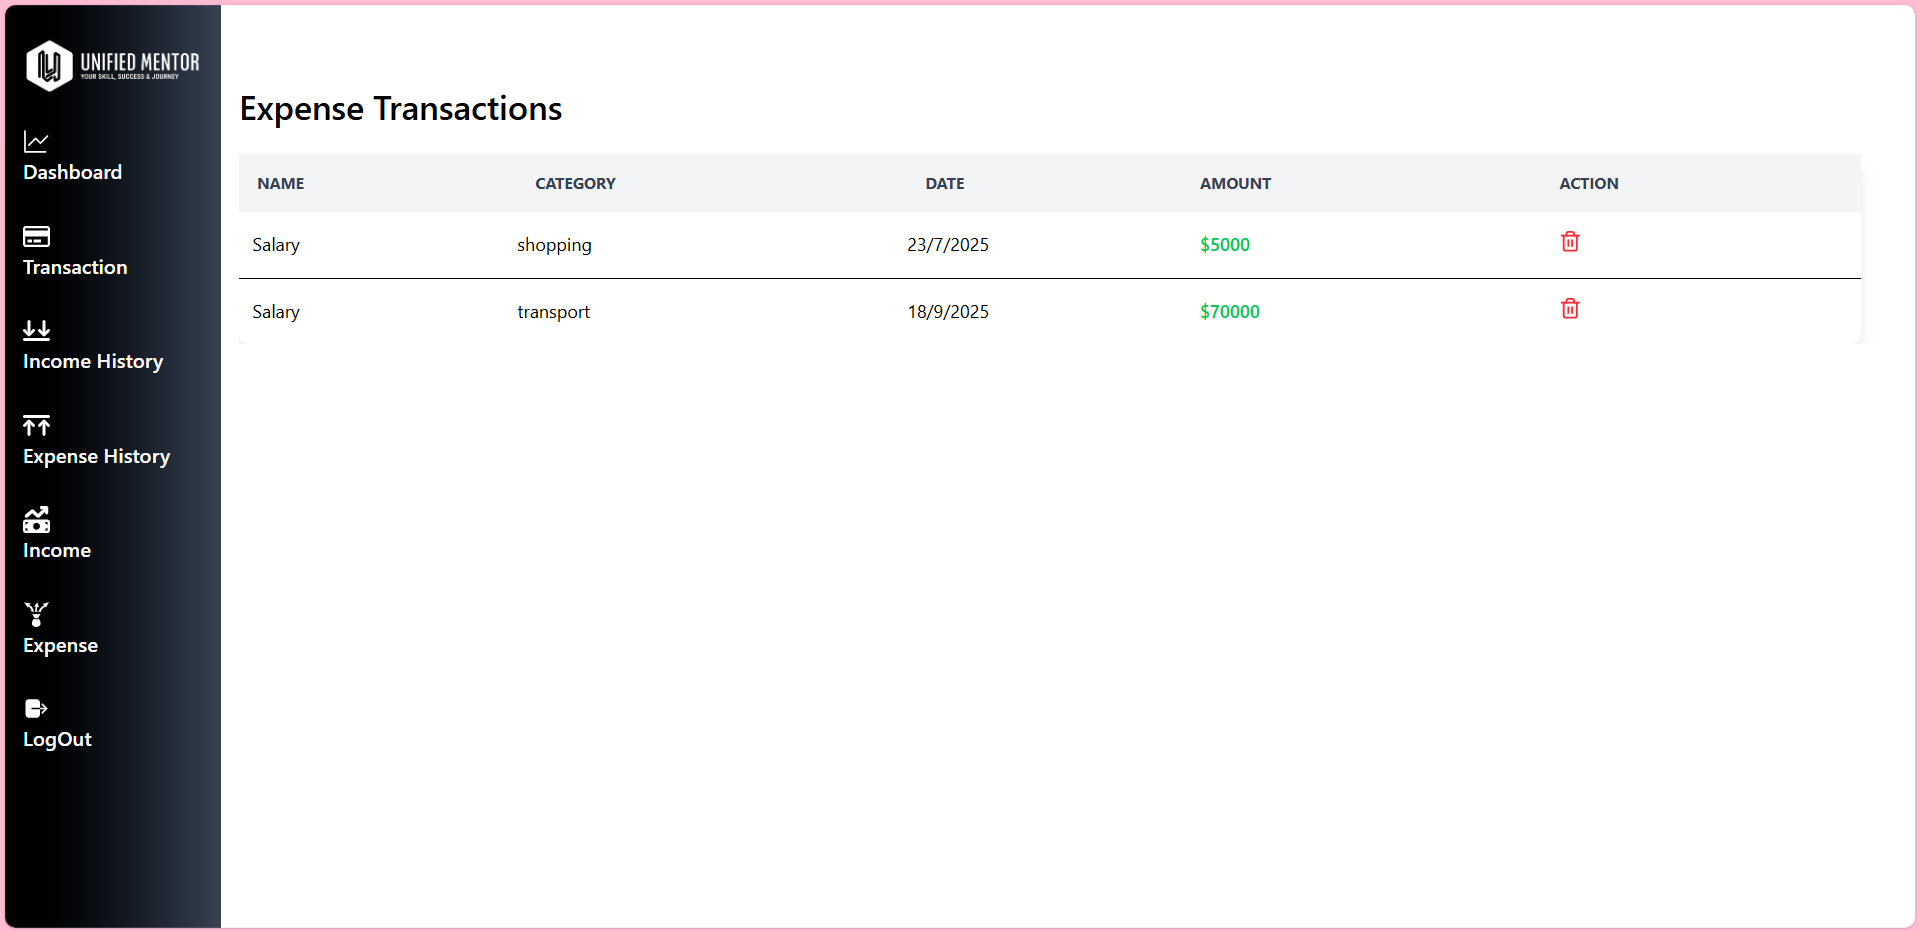 UNIFIED MENTOR
YOUR SKILL, SUCCESS & JOURNEY
Dashboard
Transaction
Income History
Expense History
Income
Expense
LogOut
Expense Transactions
NAME CATEGORY DATE AMOUNT ACTION
Salary shopping 23/7/2025 $5000
Salary transport 18/9/2025 $70000